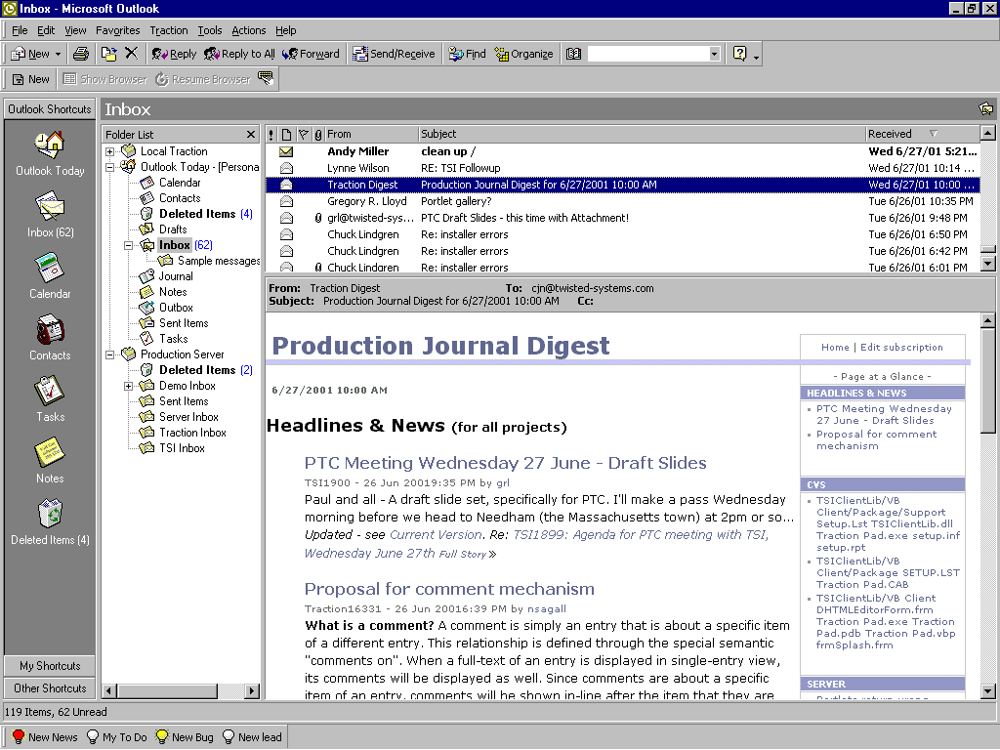 Inbox - Microsoft Outlook
File Edit View Favorites Traction Tools Actions Help
New Reply Reply to All Forward Send/Receive Find Organize
New Show Browser Resume Browser
Outlook Shortcuts
Outlook Today
Inbox (62)
Calendar
Contacts
Tasks
Notes
Deleted Items (4)
My Shortcuts
Other Shortcuts
Inbox
Folder List
Local Traction
Outlook Today - [Persona
Calendar
Contacts
Deleted Items (4)
Drafts
Inbox (62)
Sample messages
Journal
Notes
Outbox
Sent Items
Tasks
Production Server
Deleted Items (2)
Demo Inbox
Sent Items
Server Inbox
Traction Inbox
TSI Inbox
From Subject Received
Andy Miller clean up / Wed 6/27/01 5:21...
Lynne Wilson RE: TSI Followup Wed 6/27/01 10:14 ...
Traction Digest Production Journal Digest for 6/27/2001 10:00 AM Wed 6/27/01 10:00 ...
Gregory R. Lloyd Portlet gallery? Tue 6/26/01 10:35 PM
grl@twisted-sys... PTC Draft Slides - this time with Attachment! Tue 6/26/01 9:48 PM
Chuck Lindgren Re: installer errors Tue 6/26/01 6:50 PM
Chuck Lindgren Re: installer errors Tue 6/26/01 6:42 PM
Chuck Lindgren Re: installer errors Tue 6/26/01 6:01 PM
From: Traction Digest To: cjn@twisted-systems.com
Subject: Production Journal Digest for 6/27/2001 10:00 AM Cc:
Production Journal Digest
6/27/2001 10:00 AM
Headlines & News (for all projects)
PTC Meeting Wednesday 27 June - Draft Slides
TSI1900 - 26 Jun 20019:35 PM by grl
Paul and all - A draft slide set, specifically for PTC. I'll make a pass Wednesday
morning before we head to Needham (the Massachusetts town) at 2pm or so...
Updated - see Current Version. Re: TSI1899: Agenda for PTC meeting with TSI,
Wednesday June 27th Full Story »
Proposal for comment mechanism
Traction16331 - 26 Jun 20016:39 PM by nsagall
What is a comment? A comment is simply an entry that is about a specific item
of a different entry. This relationship is defined through the special semantic
"comments on". When a full-text of an entry is displayed in single-entry view,
its comments will be displayed as well. Since comments are about a specific
item of an entry, comments will be shown in-line after the item that they are
Home | Edit subscription
- Page at a Glance -
HEADLINES & NEWS
PTC Meeting Wednesday
27 June - Draft Slides
Proposal for comment
mechanism
CVS
TSIClientLib/VB
Client/Package/Support
Setup.Lst TSIClientLib.dll
Traction Pad.exe setup.inf
setup.rpt
TSIClientLib/VB
Client/Package SETUP.LST
Traction Pad.CAB
TSIClientLib/VB Client
DHTMLEditorForm.frm
Traction Pad.exe Traction
Pad.pdb Traction Pad.vbp
frmSplash.frm
SERVER
119 Items, 62 Unread
New News My To Do New Bug New lead